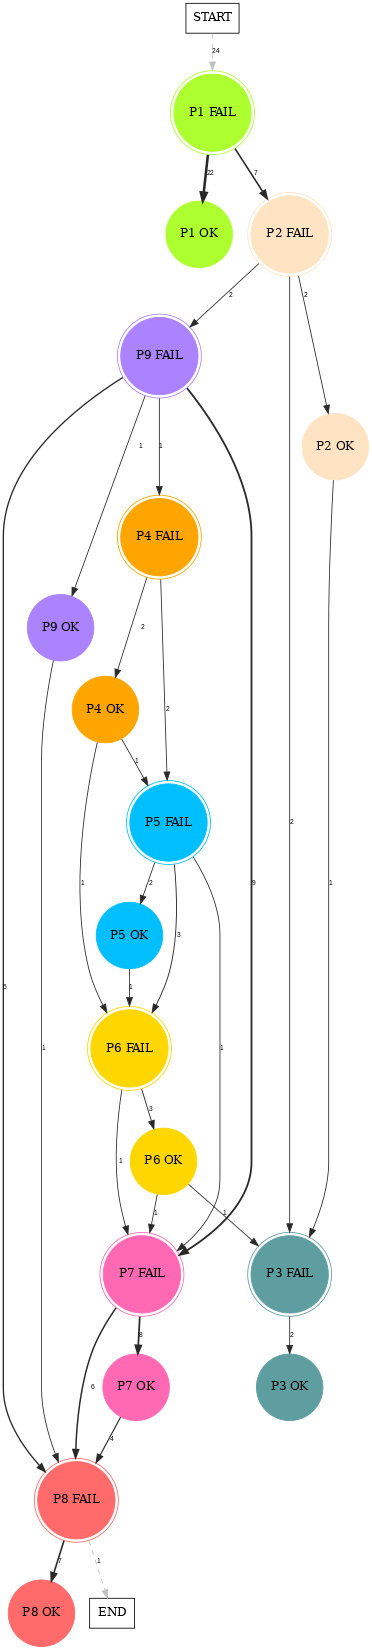 START
24
P1 FAIL
22
7
P1 OK
P2 FAIL
2
2
P9 FAIL
P2 OK
1
1
P4 FAIL
P9 OK
2
P4 OK
2
1
P5 FAIL
2
1
2
9
1
P5 OK
3
5
1
1
P6 FAIL
1
3
1
P6 OK
1
1
P7 FAIL
P3 FAIL
8
2
6
P7 OK
P3 OK
4
P8 FAIL
7
1
P8 OK
END